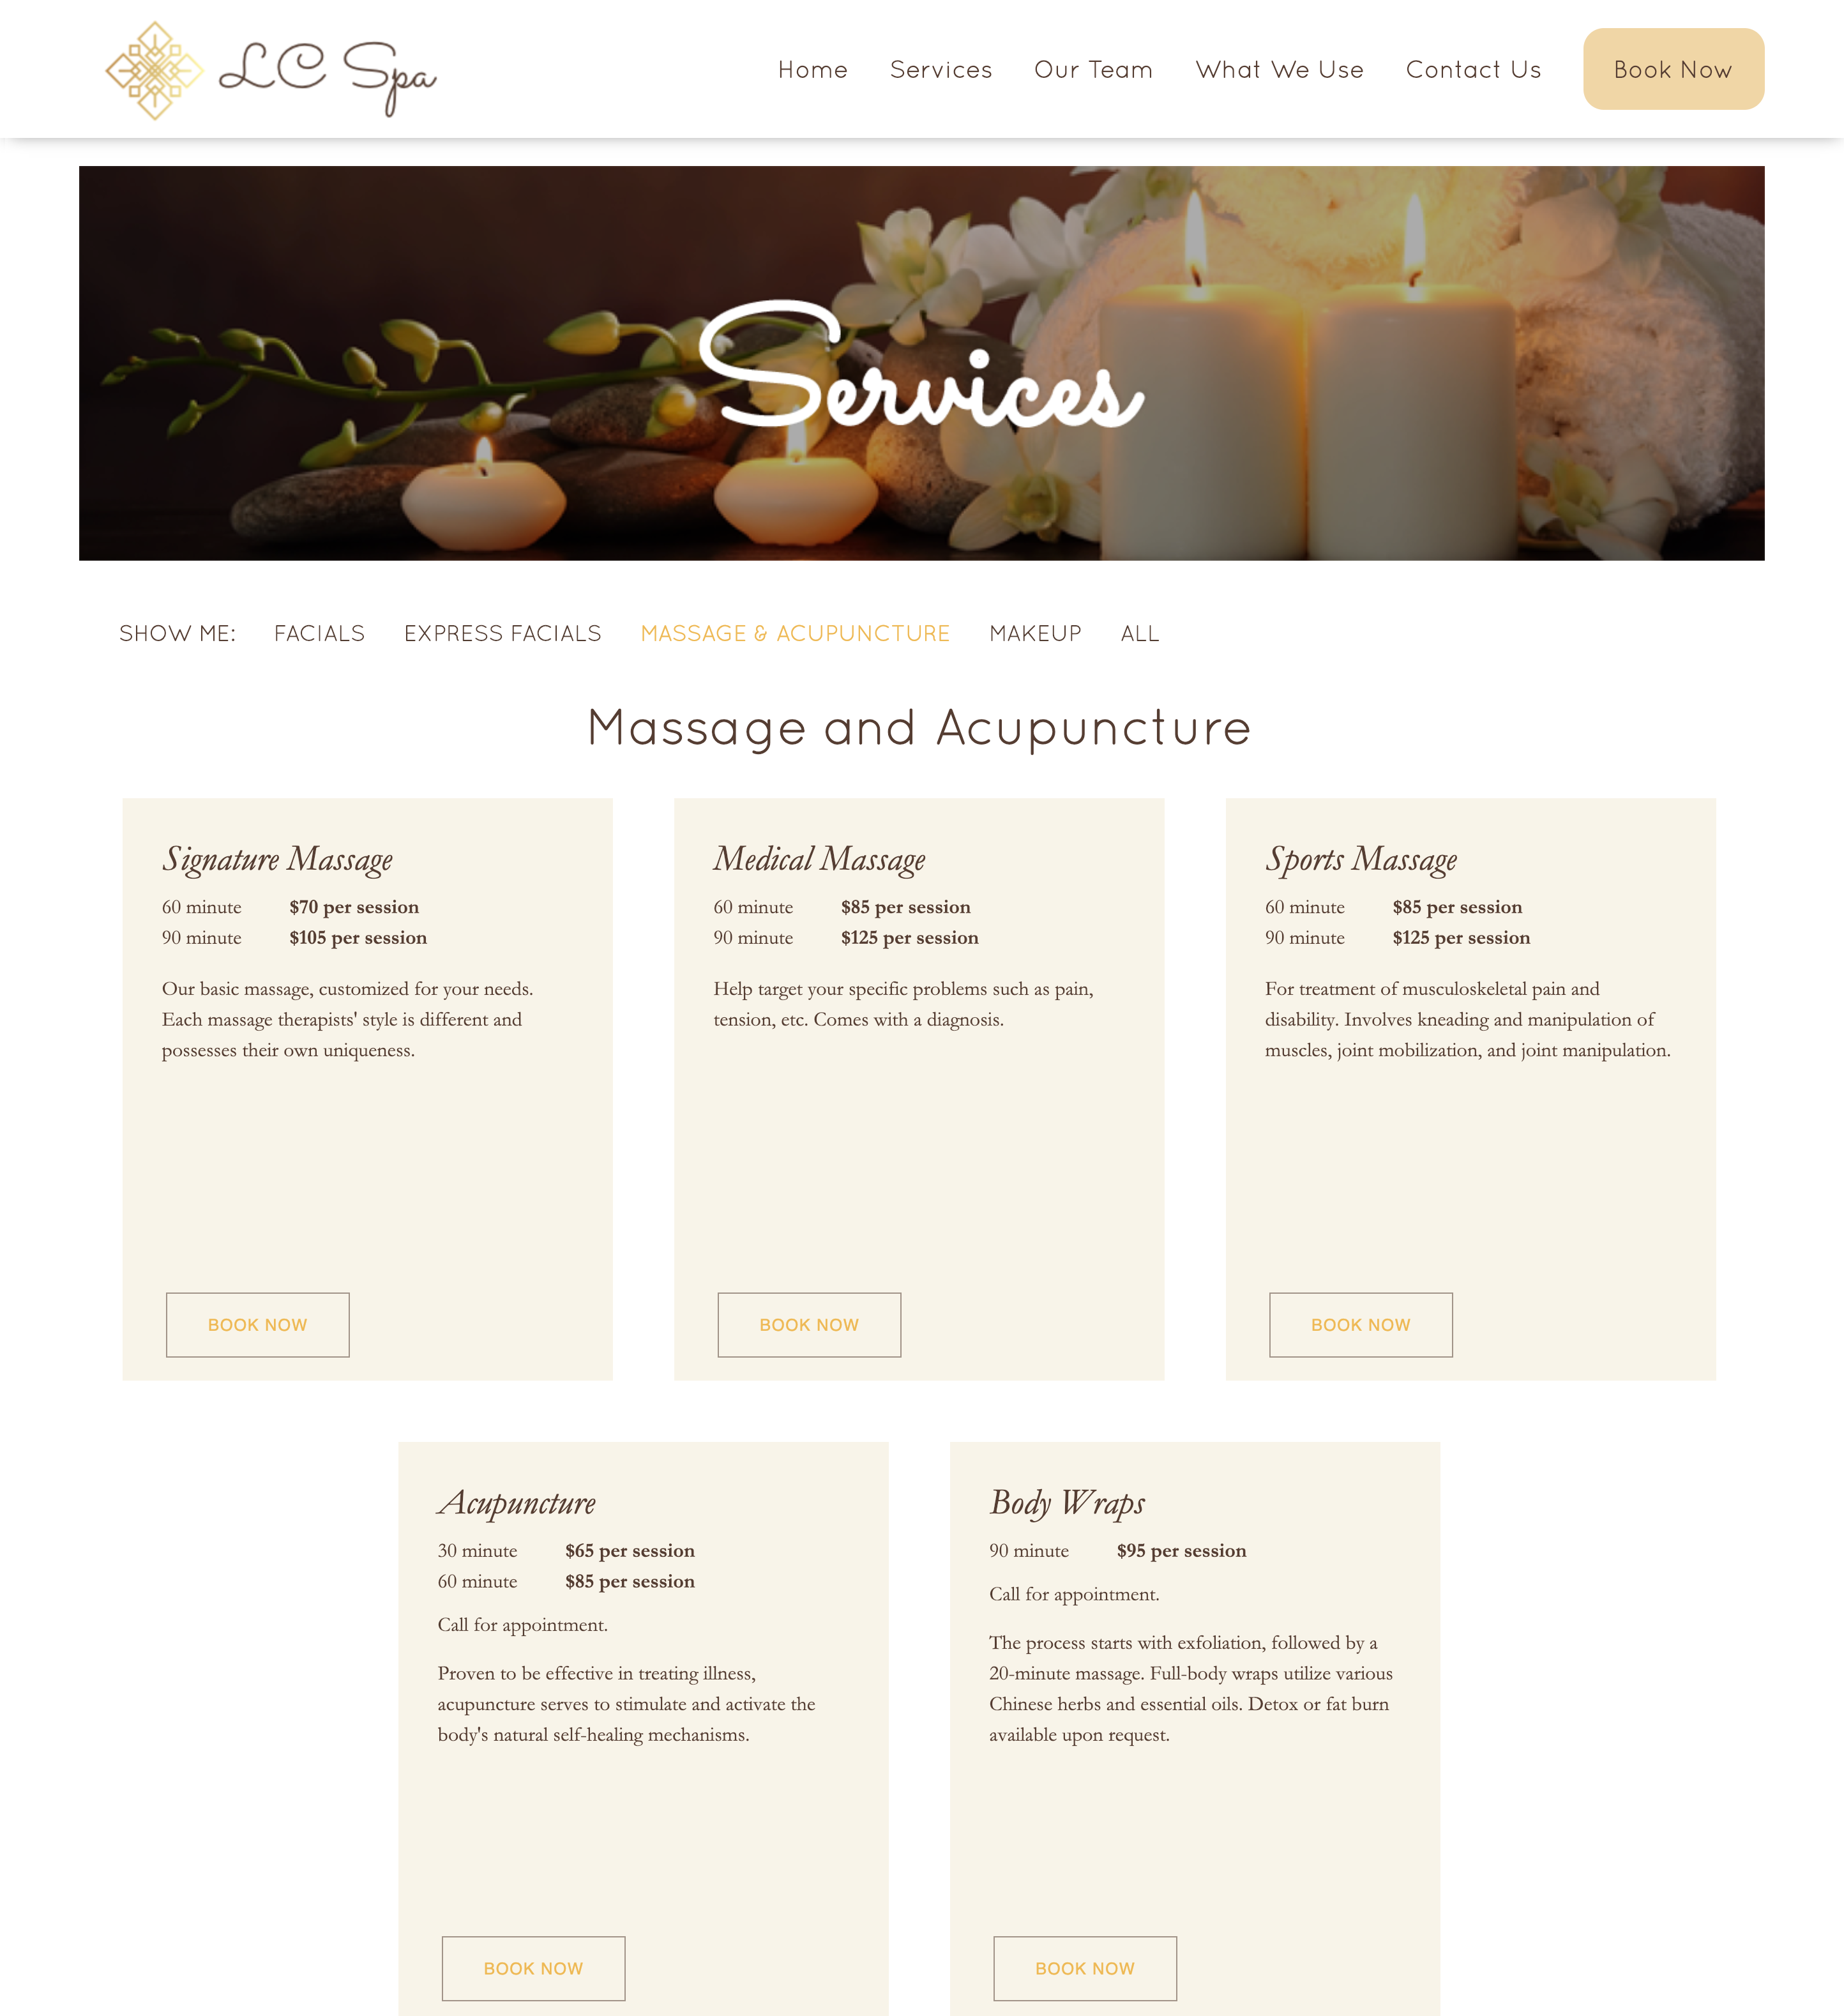 LC Spa
Home Services Our Team What We Use Contact Us Book Now
Services
SHOW ME: FACIALS EXPRESS FACIALS MASSAGE & ACUPUNCTURE MAKEUP ALL
Massage and Acupuncture
Signature Massage
60 minute $70 per session
90 minute $105 per session
Our basic massage, customized for your needs.
Each massage therapists' style is different and
possesses their own uniqueness.
BOOK NOW
Medical Massage
60 minute $85 per session
90 minute $125 per session
Help target your specific problems such as pain,
tension, etc. Comes with a diagnosis.
BOOK NOW
Sports Massage
60 minute $85 per session
90 minute $125 per session
For treatment of musculoskeletal pain and
disability. Involves kneading and manipulation of
muscles, joint mobilization, and joint manipulation.
BOOK NOW
Acupuncture
30 minute $65 per session
60 minute $85 per session
Call for appointment.
Proven to be effective in treating illness,
acupuncture serves to stimulate and activate the
body's natural self-healing mechanisms.
BOOK NOW
Body Wraps
90 minute $95 per session
Call for appointment.
The process starts with exfoliation, followed by a
20-minute massage. Full-body wraps utilize various
Chinese herbs and essential oils. Detox or fat burn
available upon request.
BOOK NOW